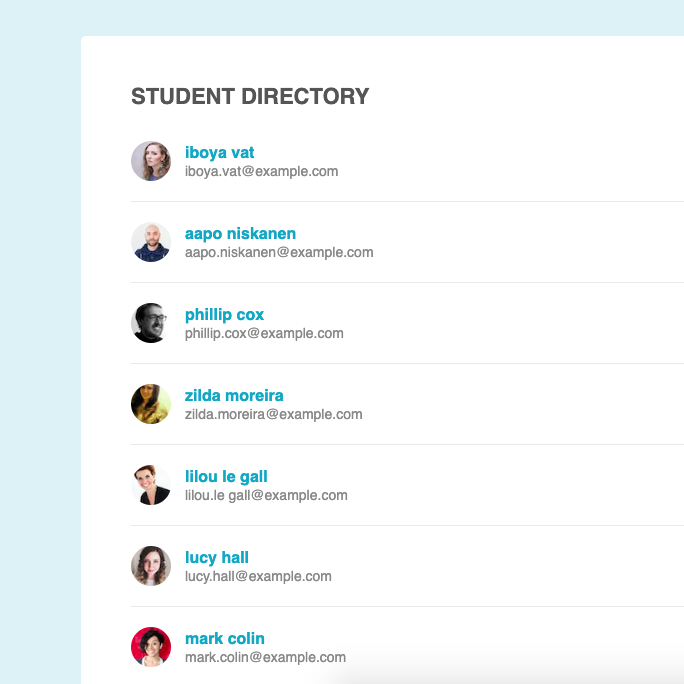 STUDENT DIRECTORY
iboya vat
iboya.vat@example.com
aapo niskanen
aapo.niskanen@example.com
phillip cox
phillip.cox@example.com
zilda moreira
zilda.moreira@example.com
lilou le gall
lilou.le gall@example.com
lucy hall
lucy.hall@example.com
mark colin
mark.colin@example.com